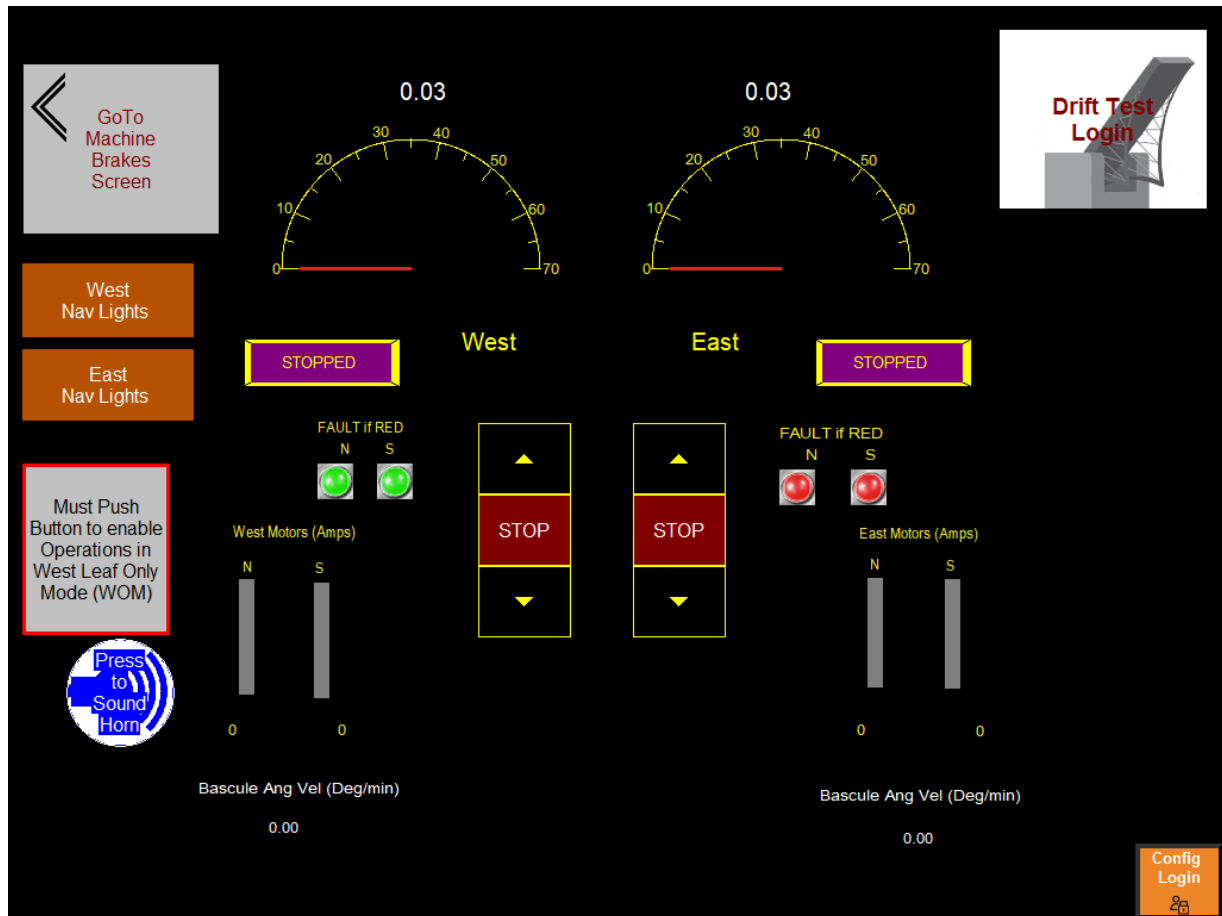 GoTo
Machine
Brakes
Screen
0.03
0.03
Drift Test
Login
0
10
20
30
40
50
60
70
0
10
20
30
40
50
60
70
West
Nav Lights
East
Nav Lights
STOPPED
West
East
STOPPED
FAULT if RED
N S
FAULT if RED
N S
STOP
STOP
Must Push
Button to enable
Operations in
West Leaf Only
Mode (WOM)
West Motors (Amps)
N S
East Motors (Amps)
N S
Press
to
Sound
Horn
0 0
0 0
Bascule Ang Vel (Deg/min)
0.00
Bascule Ang Vel (Deg/min)
0.00
Config
Login